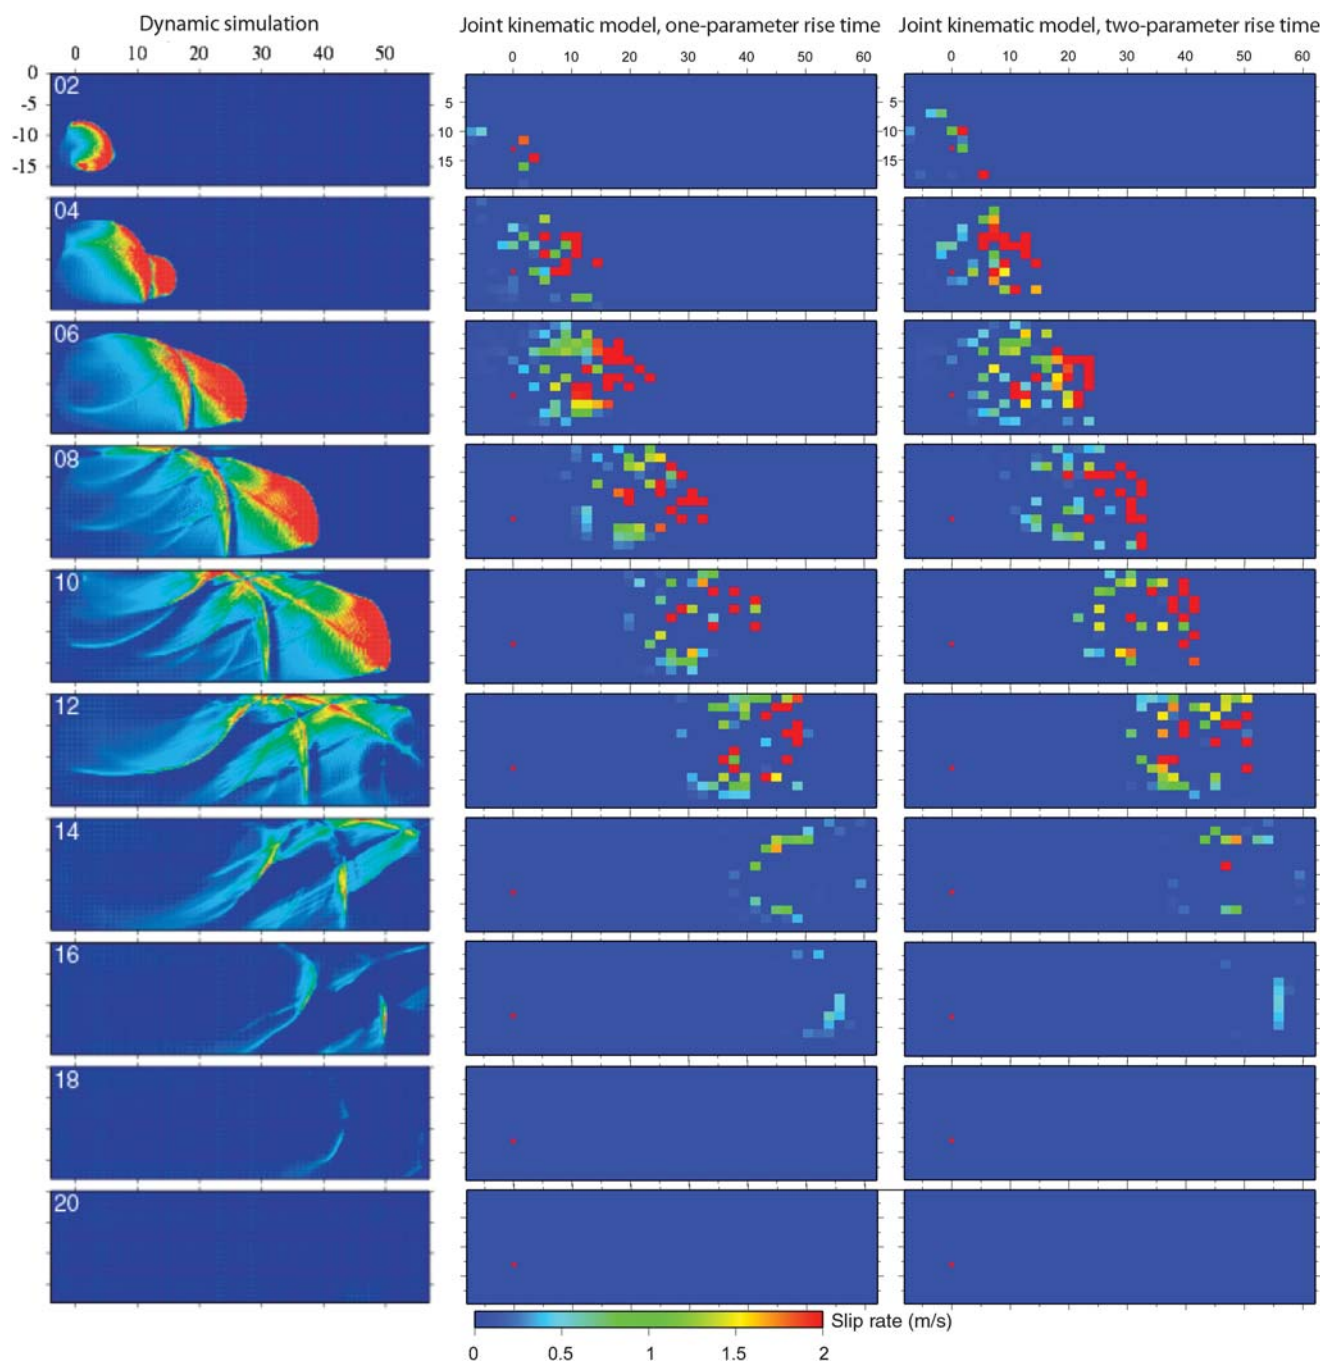 Dynamic simulation
Joint kinematic model, one-parameter rise time
Joint kinematic model, two-parameter rise time
0 10 20 30 40 50
0 10 20 30 40 50 60
0 10 20 30 40 50 60
0
-5
-10
-15
5
10
15
5
10
15
02
04
06
08
10
12
14
16
18
20
Slip rate (m/s)
0 0.5 1 1.5 2